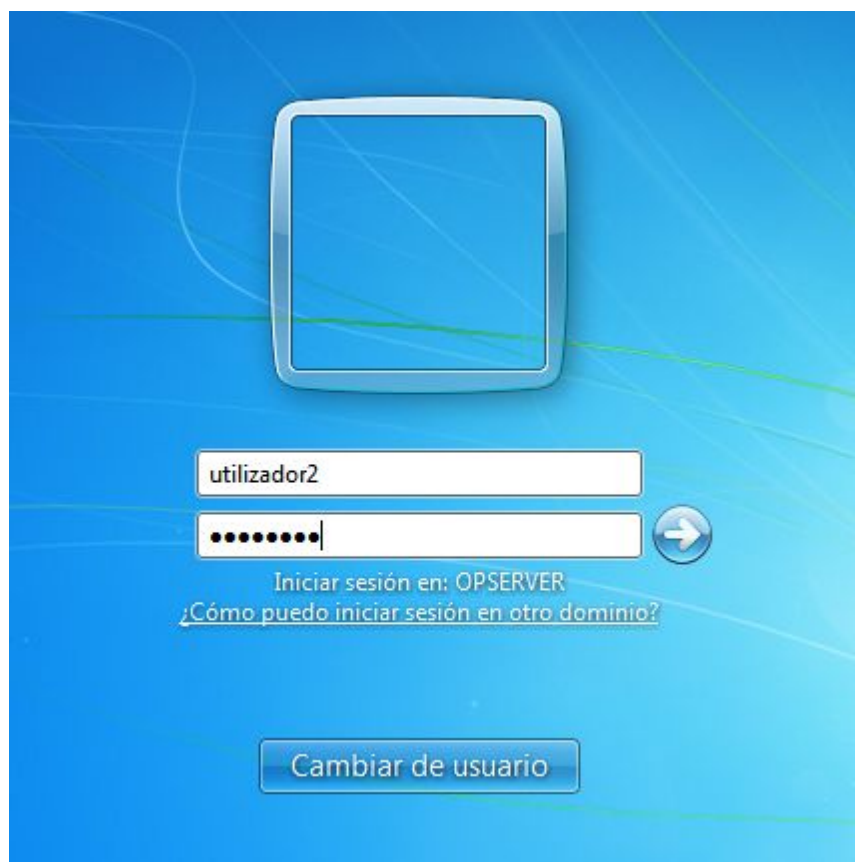 utilizador2
••••••••
Iniciar sesión en: OPSERVER
¿Cómo puedo iniciar sesión en otro dominio?
Cambiar de usuario